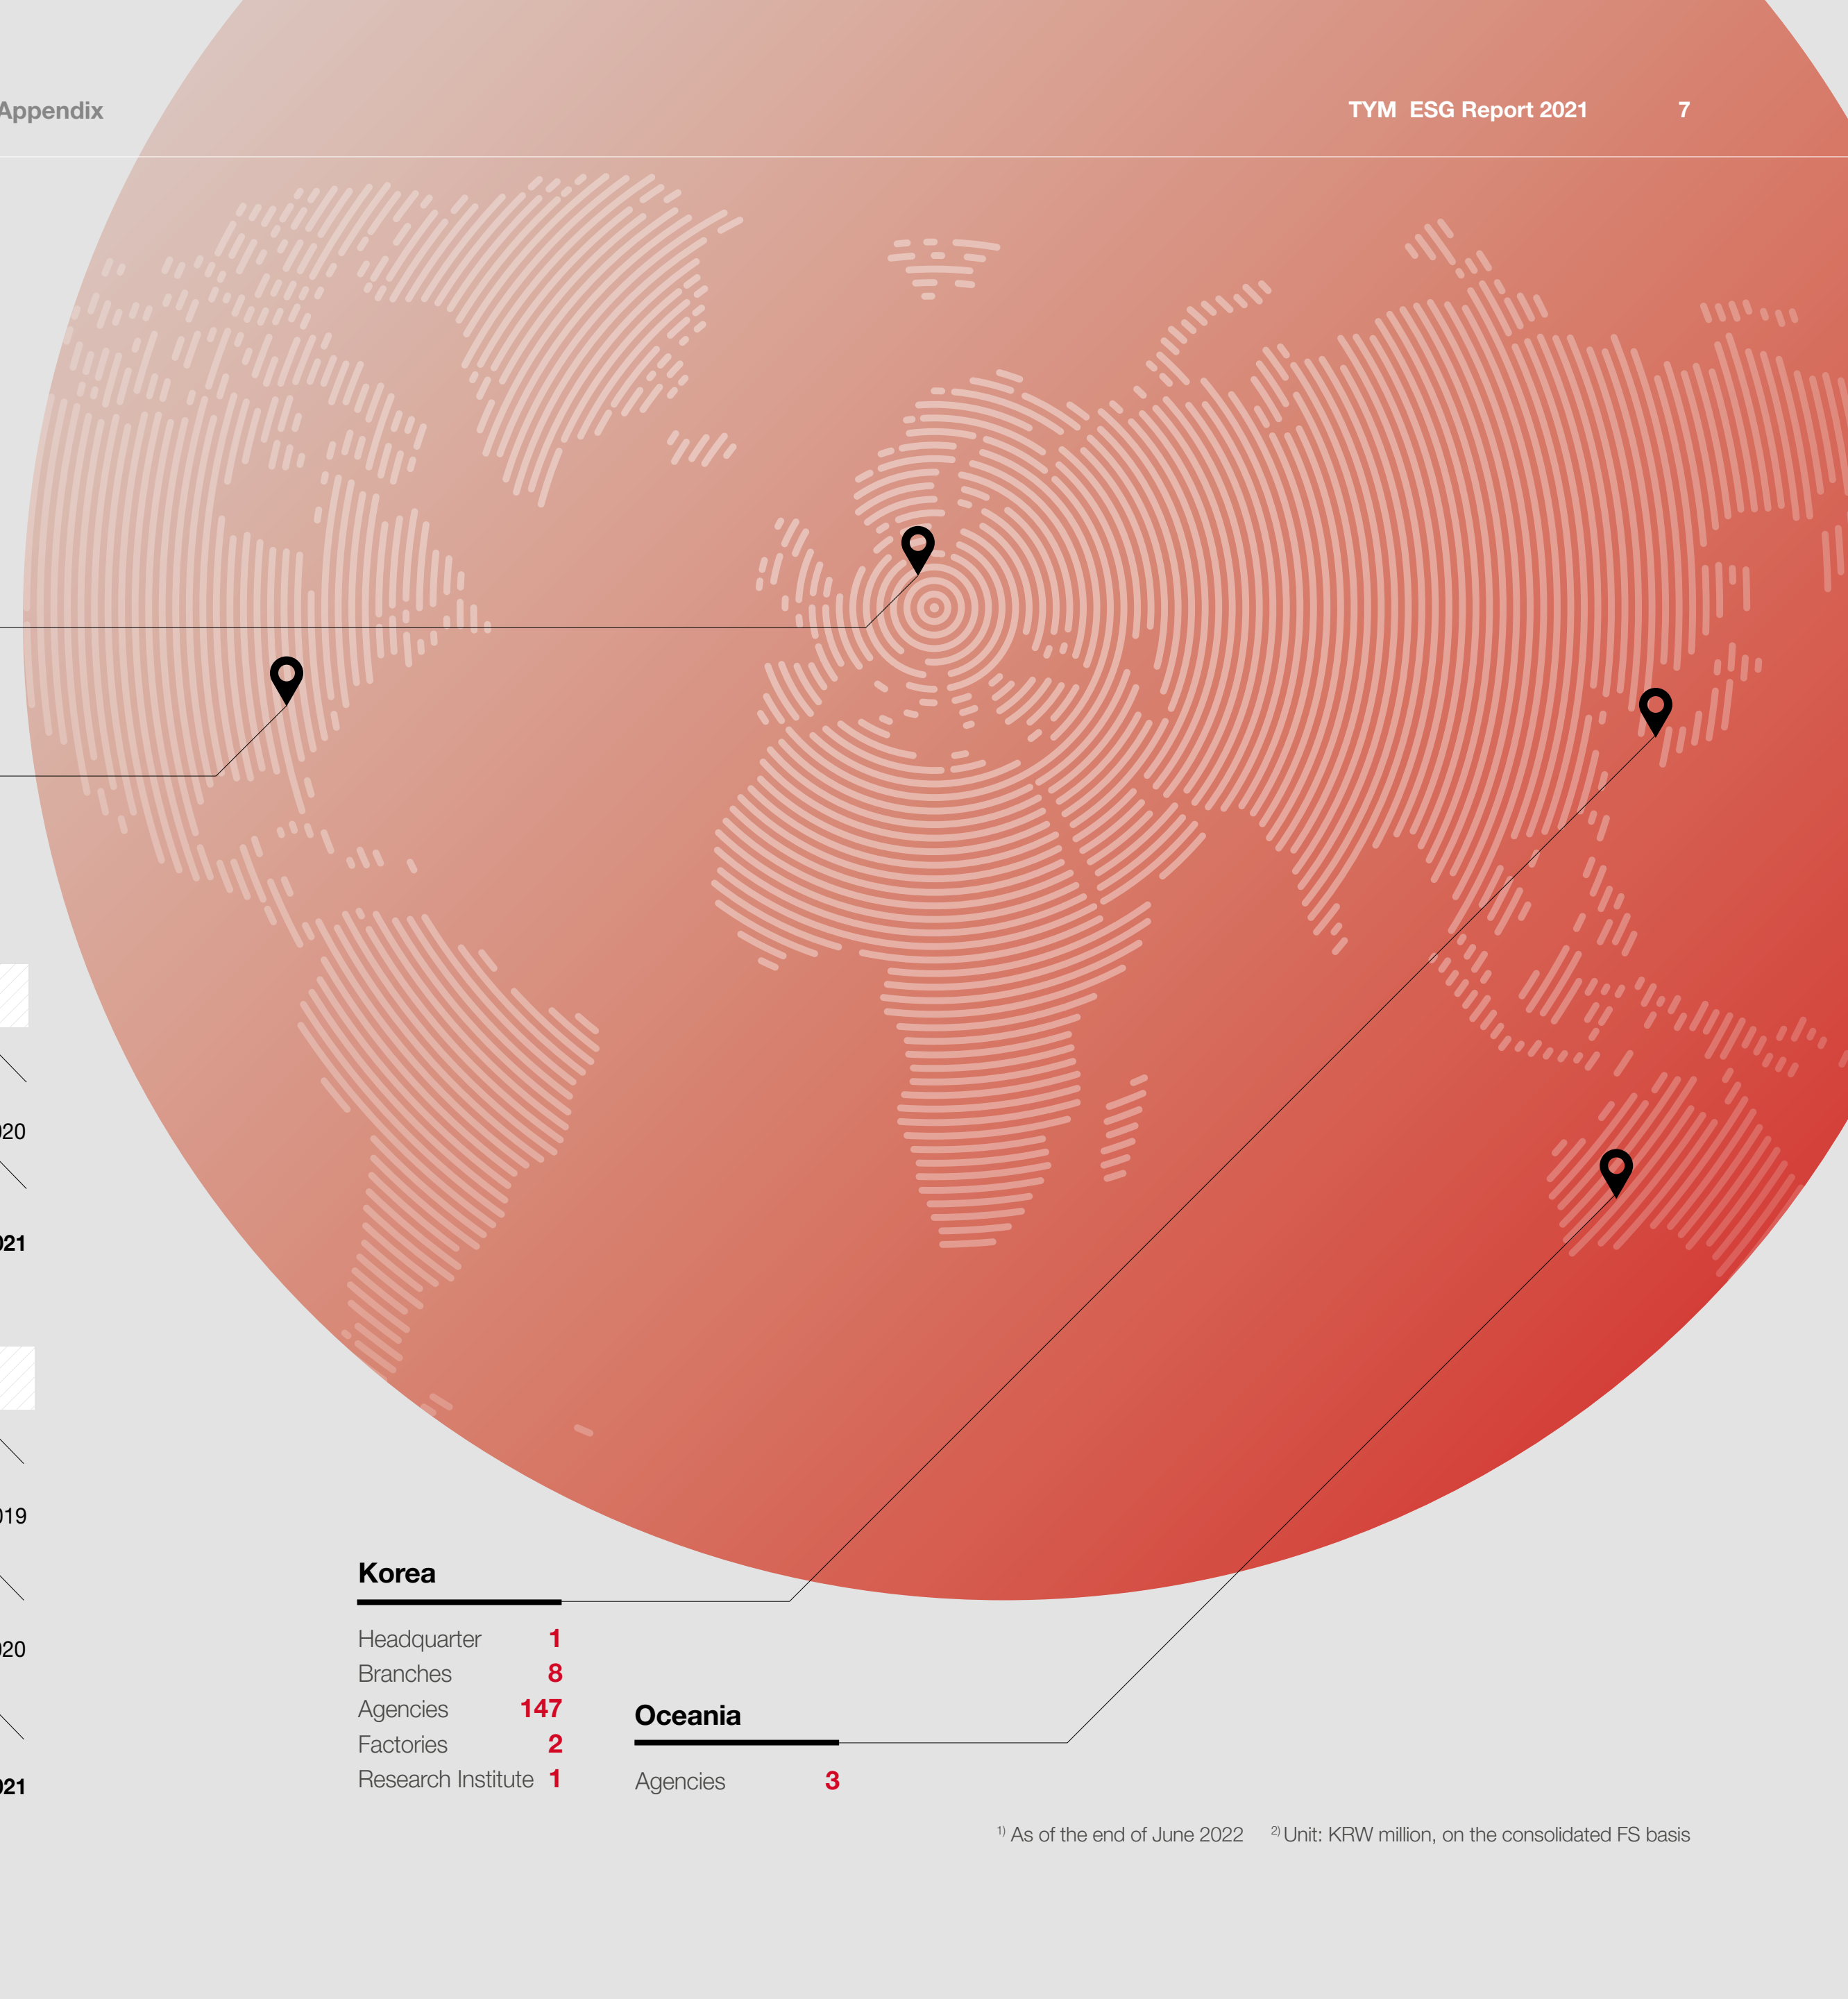 Appendix
TYM ESG Report 2021 7
Korea
Headquarter 1
Branches 8
Agencies 147
Factories 2
Research Institute 1
Oceania
Agencies 3
1) As of the end of June 2022 2) Unit: KRW million, on the consolidated FS basis